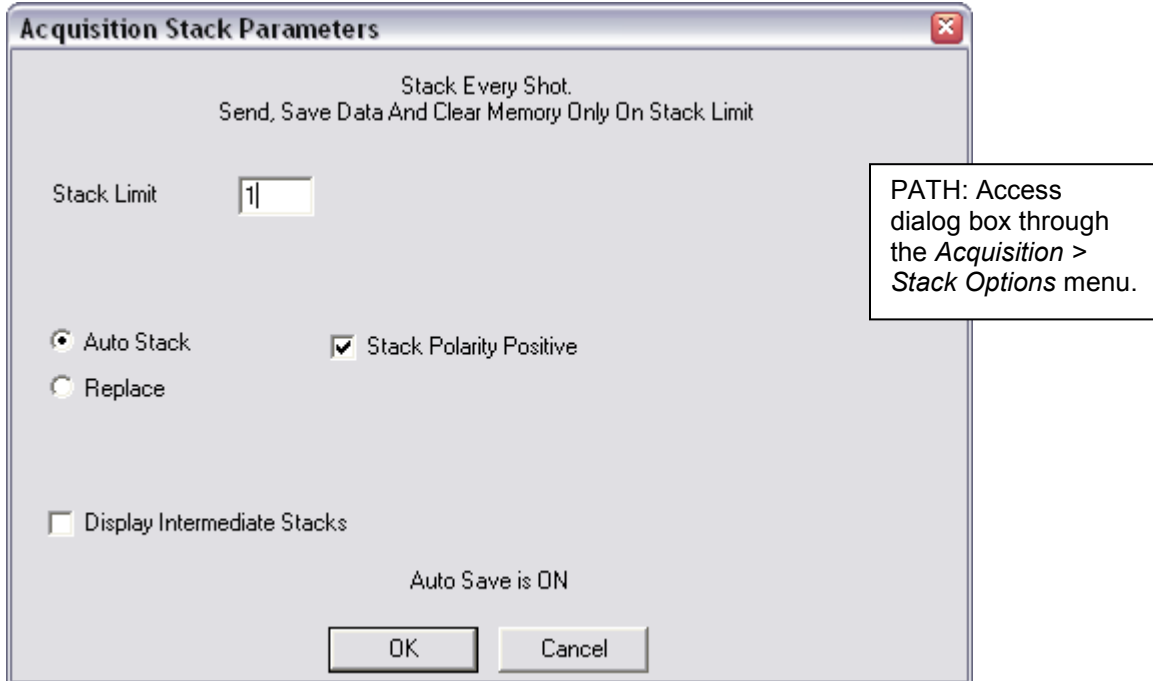 Acquisition Stack Parameters
Stack Every Shot.
Send, Save Data And Clear Memory Only On Stack Limit
Stack Limit
1
PATH: Access
dialog box through
the Acquisition >
Stack Options menu.
Auto Stack
Stack Polarity Positive
Replace
Display Intermediate Stacks
Auto Save is ON
OK
Cancel